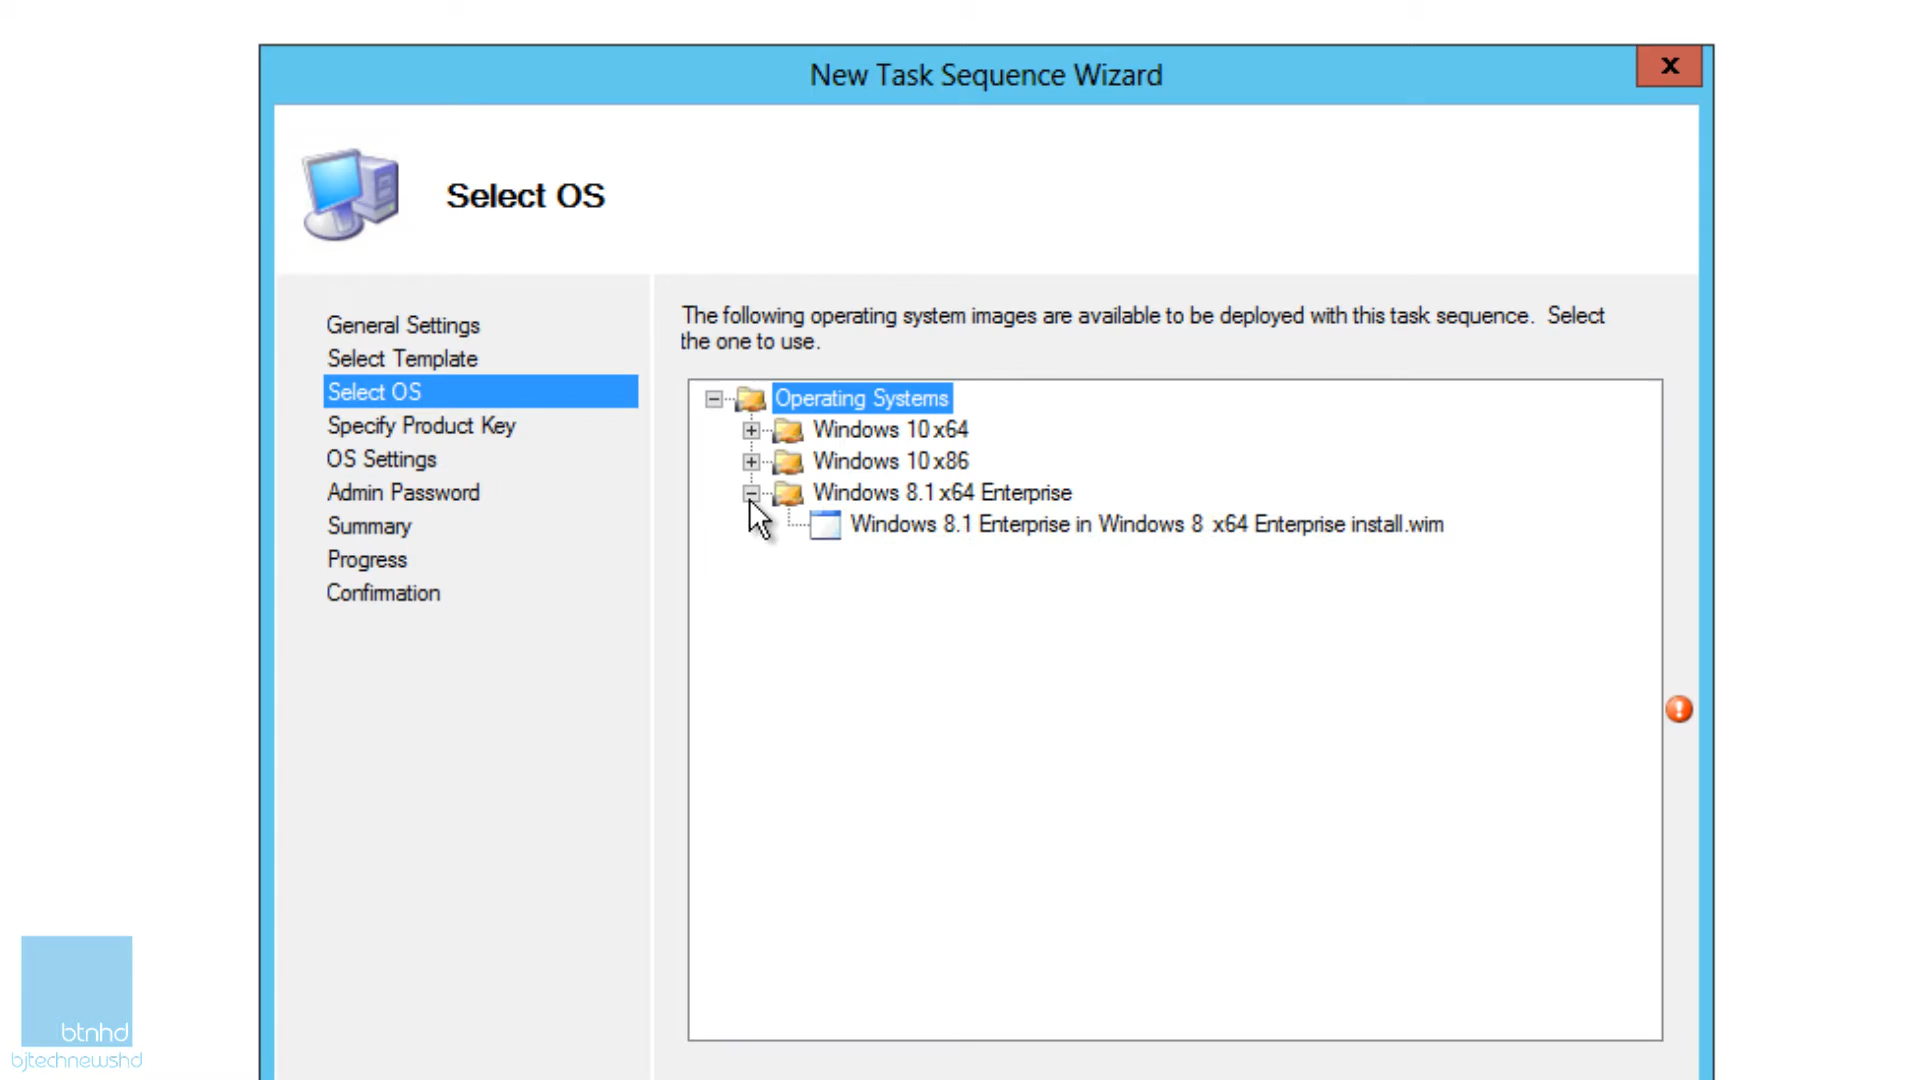 New Task Sequence Wizard
x
Select OS
General Settings
Select Template
Select OS
Specify Product Key
OS Settings
Admin Password
Summary
Progress
Confirmation
The following operating system images are available to be deployed with this task sequence. Select
the one to use.
Operating Systems
Windows 10 x64
Windows 10 x86
Windows 8.1 x64 Enterprise
Windows 8.1 Enterprise in Windows 8 x64 Enterprise install.wim
btnhd
bjtechnewshd